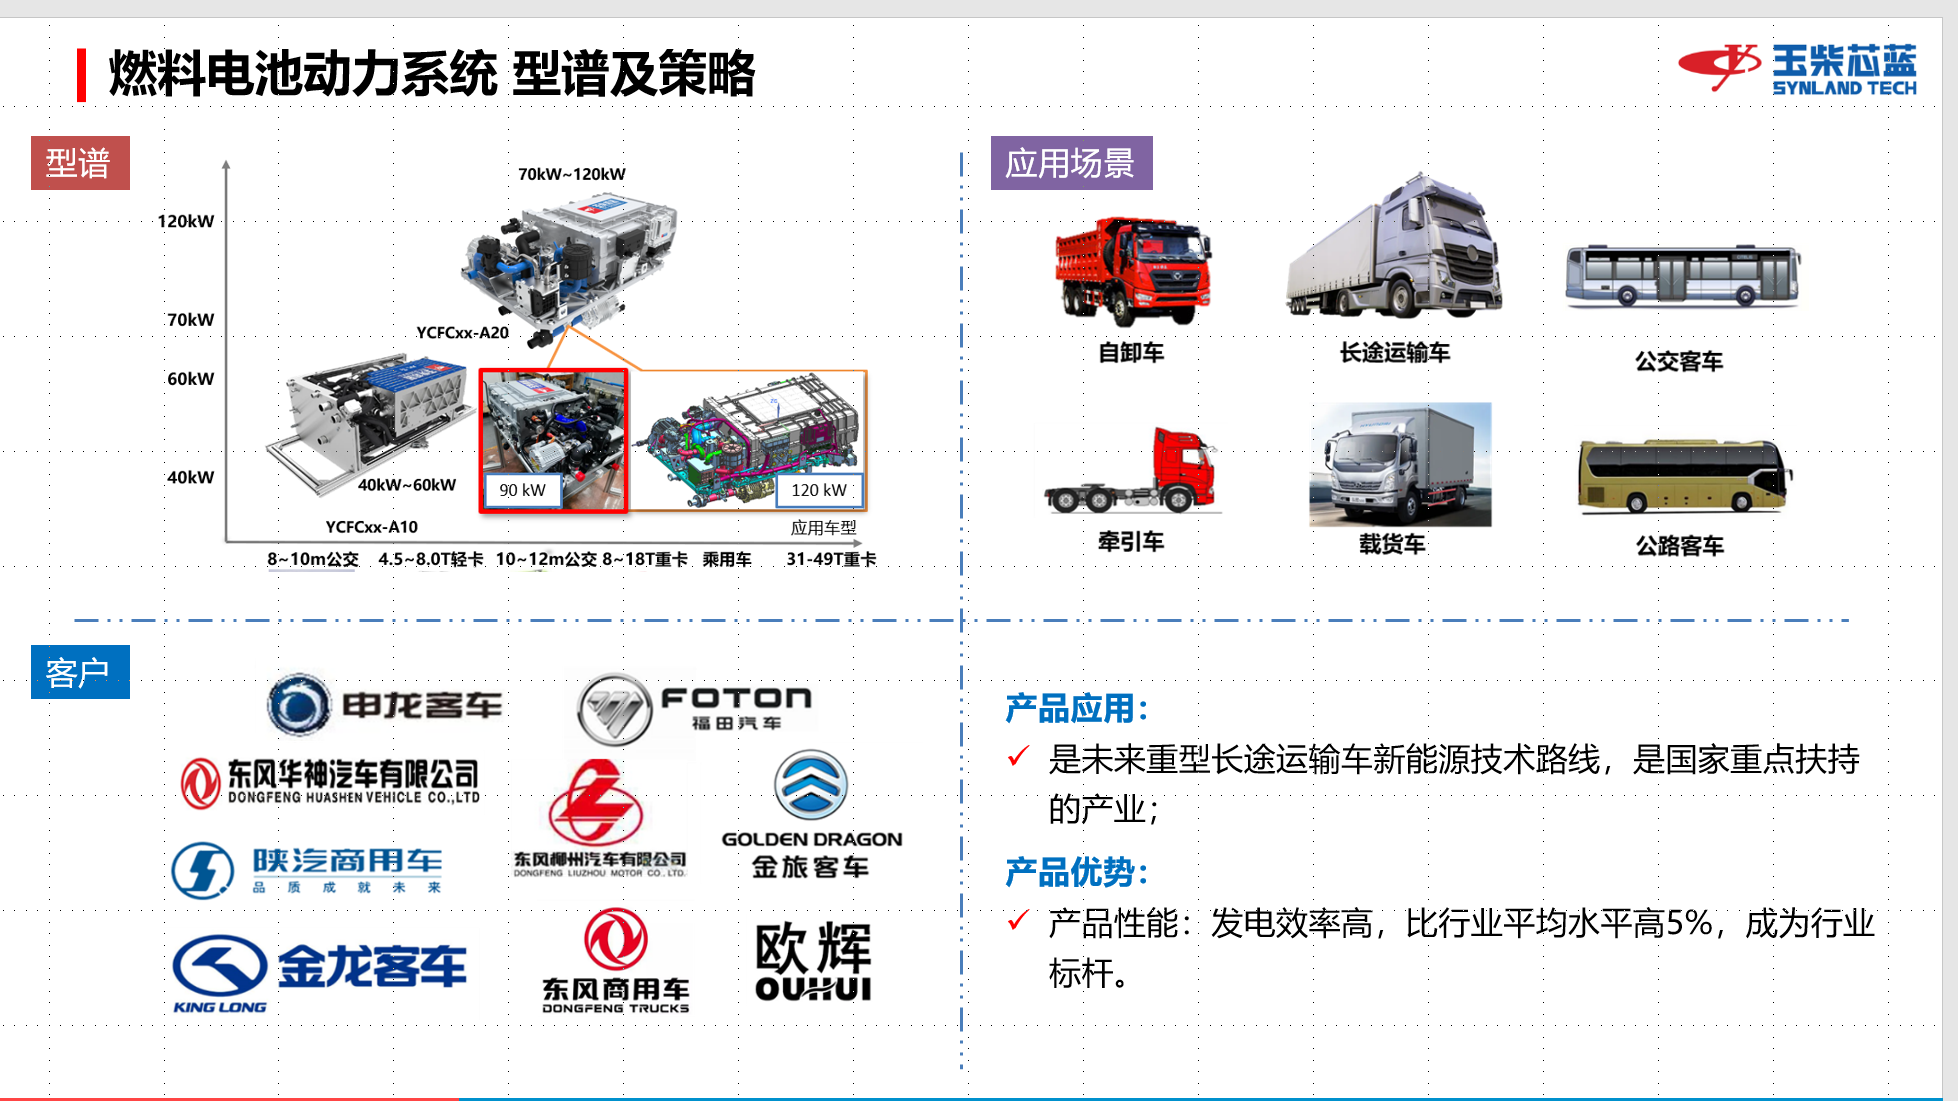 燃料电池动力系统 型谱及策略
玉柴芯蓝
SYNLAND TECH
型谱
70kW~120kW
120kW
70kW
YCFCxx-A20
60kW
40kW
40kW~60kW
90 kW
120 kW
YCFCxx-A10
应用车型
8~10m公交 4.5~8.0T轻卡 10~12m公交 8~18T重卡 乘用车 31-49T重卡
应用场景
自卸车
长途运输车
公交客车
牵引车
载货车
公路客车
客户
申龙客车
FOTON
福田汽车
东风华神汽车有限公司
DONGFENG HUASHEN VEHICLE CO.,LTD
东风柳州汽车有限公司
DONGFENG LIUZHOU MOTOR CO., LTD.
GOLDEN DRAGON
金旅客车
陕汽商用车
品质成就未来
KING LONG
金龙客车
东风商用车
DONGFENG TRUCKS
欧辉
OUHUI
产品应用：
✓ 是未来重型长途运输车新能源技术路线，是国家重点扶持
的产业；
产品优势：
✓ 产品性能：发电效率高，比行业平均水平高5%，成为行业
标杆。